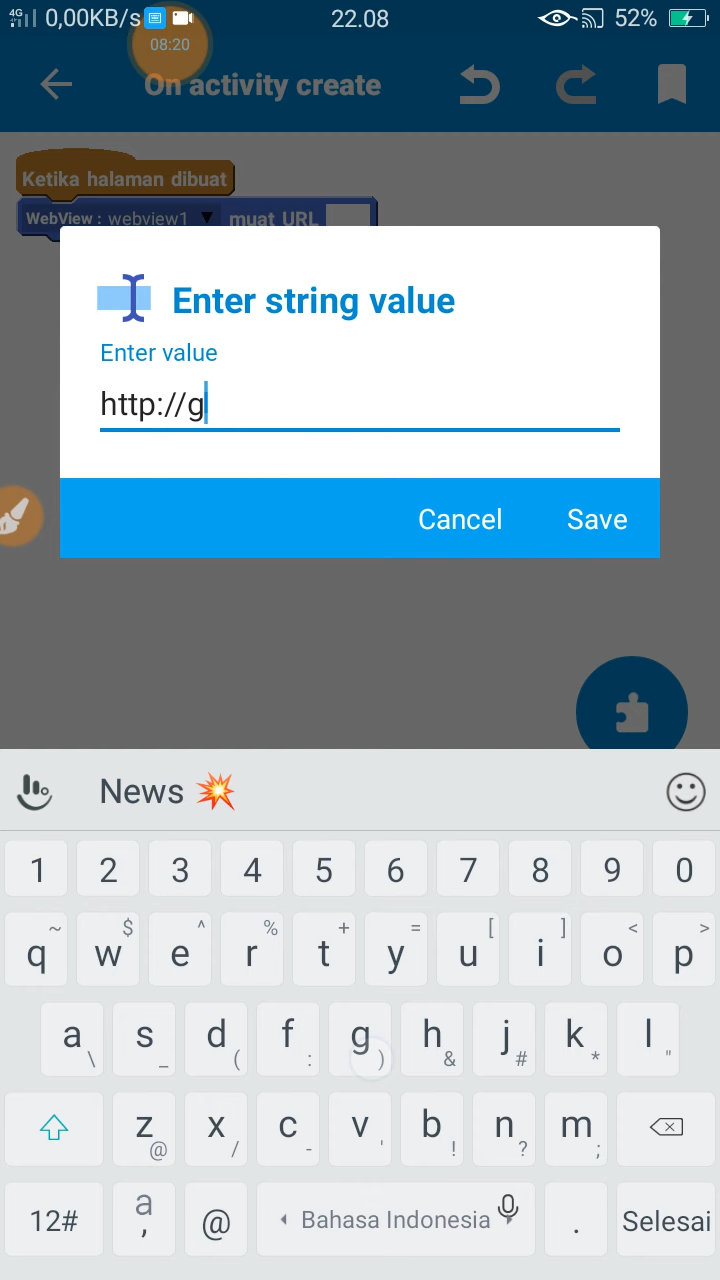 4G 0,00KB/s 22.08 52%
08:20
On activity create
Ketika halaman dibuat
WebView : webview1 ▼ muat URL
Enter string value
Enter value
http://g
Cancel Save
News 💥
1 2 3 4 5 6 7 8 9 0
~ $ ^ % + = [ ] < >
q w e r t y u i o p
a s d f g h j k l
\ _ ( : ) & # * "
z x c v b n m
@ / - ' ! ? ;
12# a , @ Bahasa Indonesia . Selesai